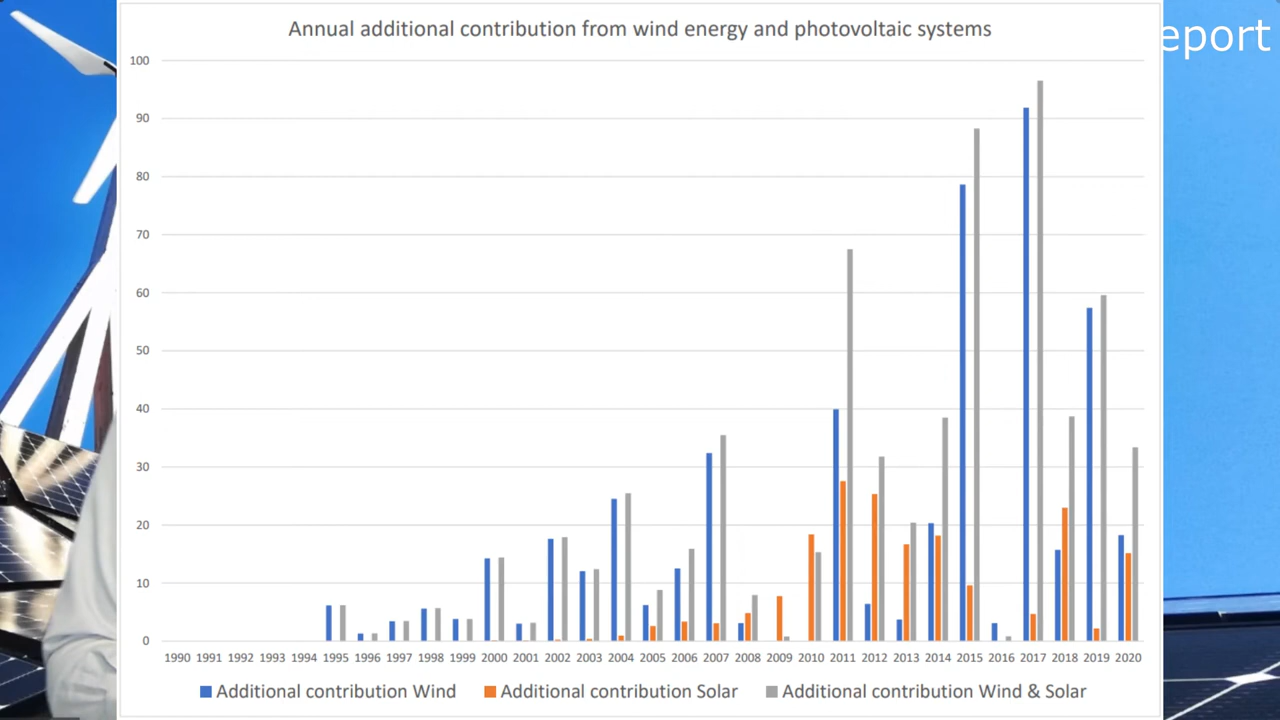 Annual additional contribution from wind energy and photovoltaic systems
eport
100
90
80
70
60
50
40
30
20
10
0
1990 1991 1992 1993 1994 1995 1996 1997 1998 1999 2000 2001 2002 2003 2004 2005 2006 2007 2008 2009 2010 2011 2012 2013 2014 2015 2016 2017 2018 2019 2020
Additional contribution Wind Additional contribution Solar Additional contribution Wind & Solar